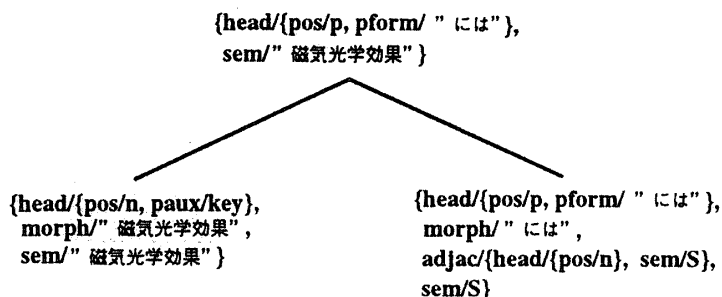 {head/{pos/p, pform/ ” には”},
sem/” 磁気光学効果” }
{head/{pos/n, paux/key},
morph/” 磁気光学効果” ,
sem/” 磁気光学効果” }
{head/{pos/p, pform/ ” には”},
morph/ ” には” ,
adjac/{head/{pos/n}, sem/S},
sem/S}